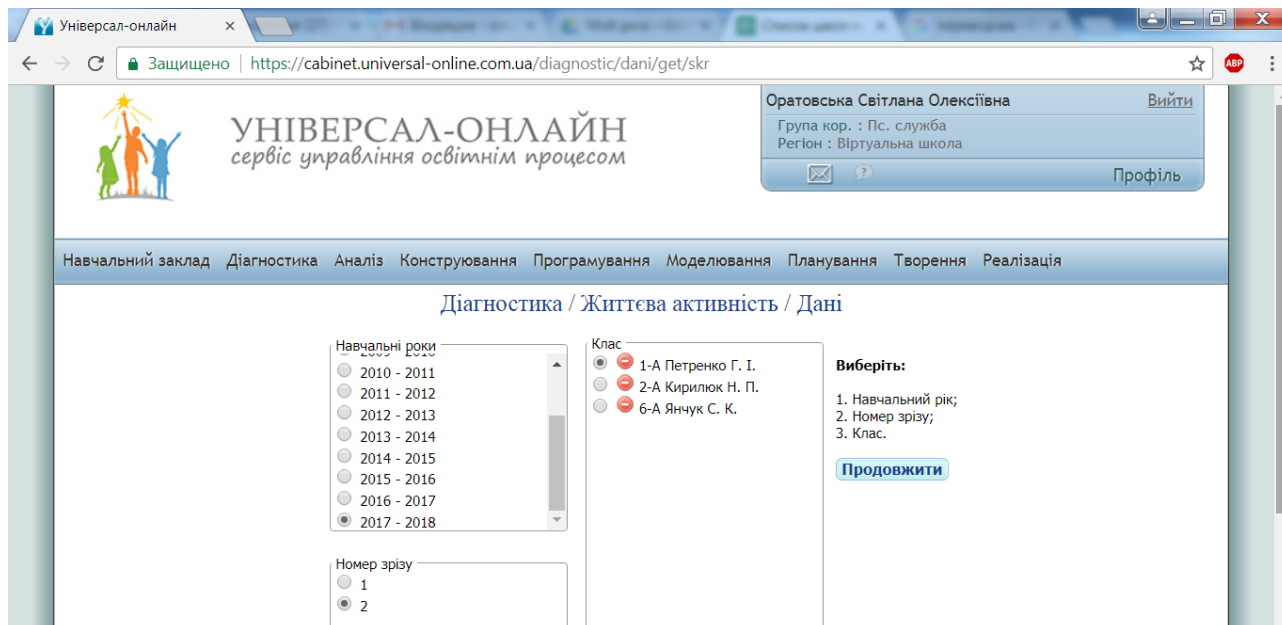 Універсал-онлайн
Защищено | https://cabinet.universal-online.com.ua/diagnostic/dani/get/skr
ABP
УНІВЕРСАЛ-ОНЛАЙН
сервіс управління освітнім процесом
Оратовська Світлана Олексіївна
Вийти
Група кор. : Пс. служба
Регіон : Віртуальна школа
?
Профіль
Навчальний заклад Діагностика Аналіз Конструювання Програмування Моделювання Планування Творення Реалізація
Діагностика / Життєва активність / Дані
Навчальні роки
2009 - 2010
2010 - 2011
2011 - 2012
2012 - 2013
2013 - 2014
2014 - 2015
2015 - 2016
2016 - 2017
2017 - 2018
Номер зрізу
1
2
Клас
1-А Петренко Г. І.
2-А Кирилюк Н. П.
6-А Янчук С. К.
Виберіть:
1. Навчальний рік;
2. Номер зрізу;
3. Клас.
Продовжити